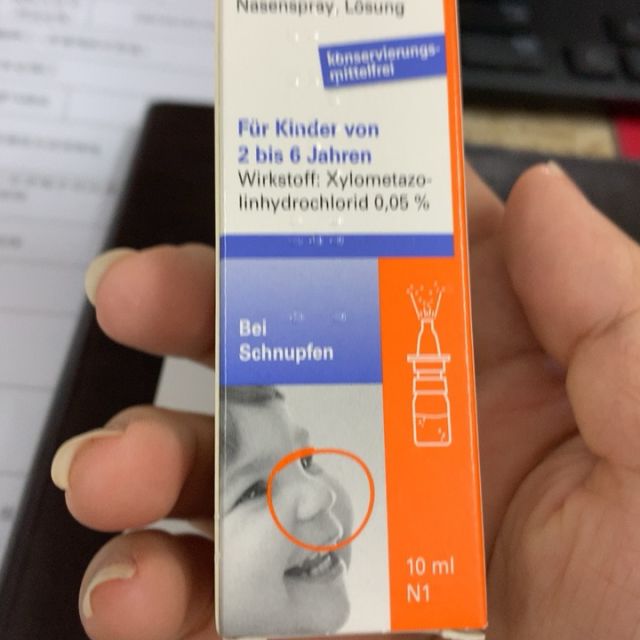 Nasenspray, Lösung
konservierungs-
mittelfrei
Für Kinder von
2 bis 6 Jahren
Wirkstoff: Xylometazo-
linhydrochlorid 0,05 %
Bei
Schnupfen
10 ml
N1